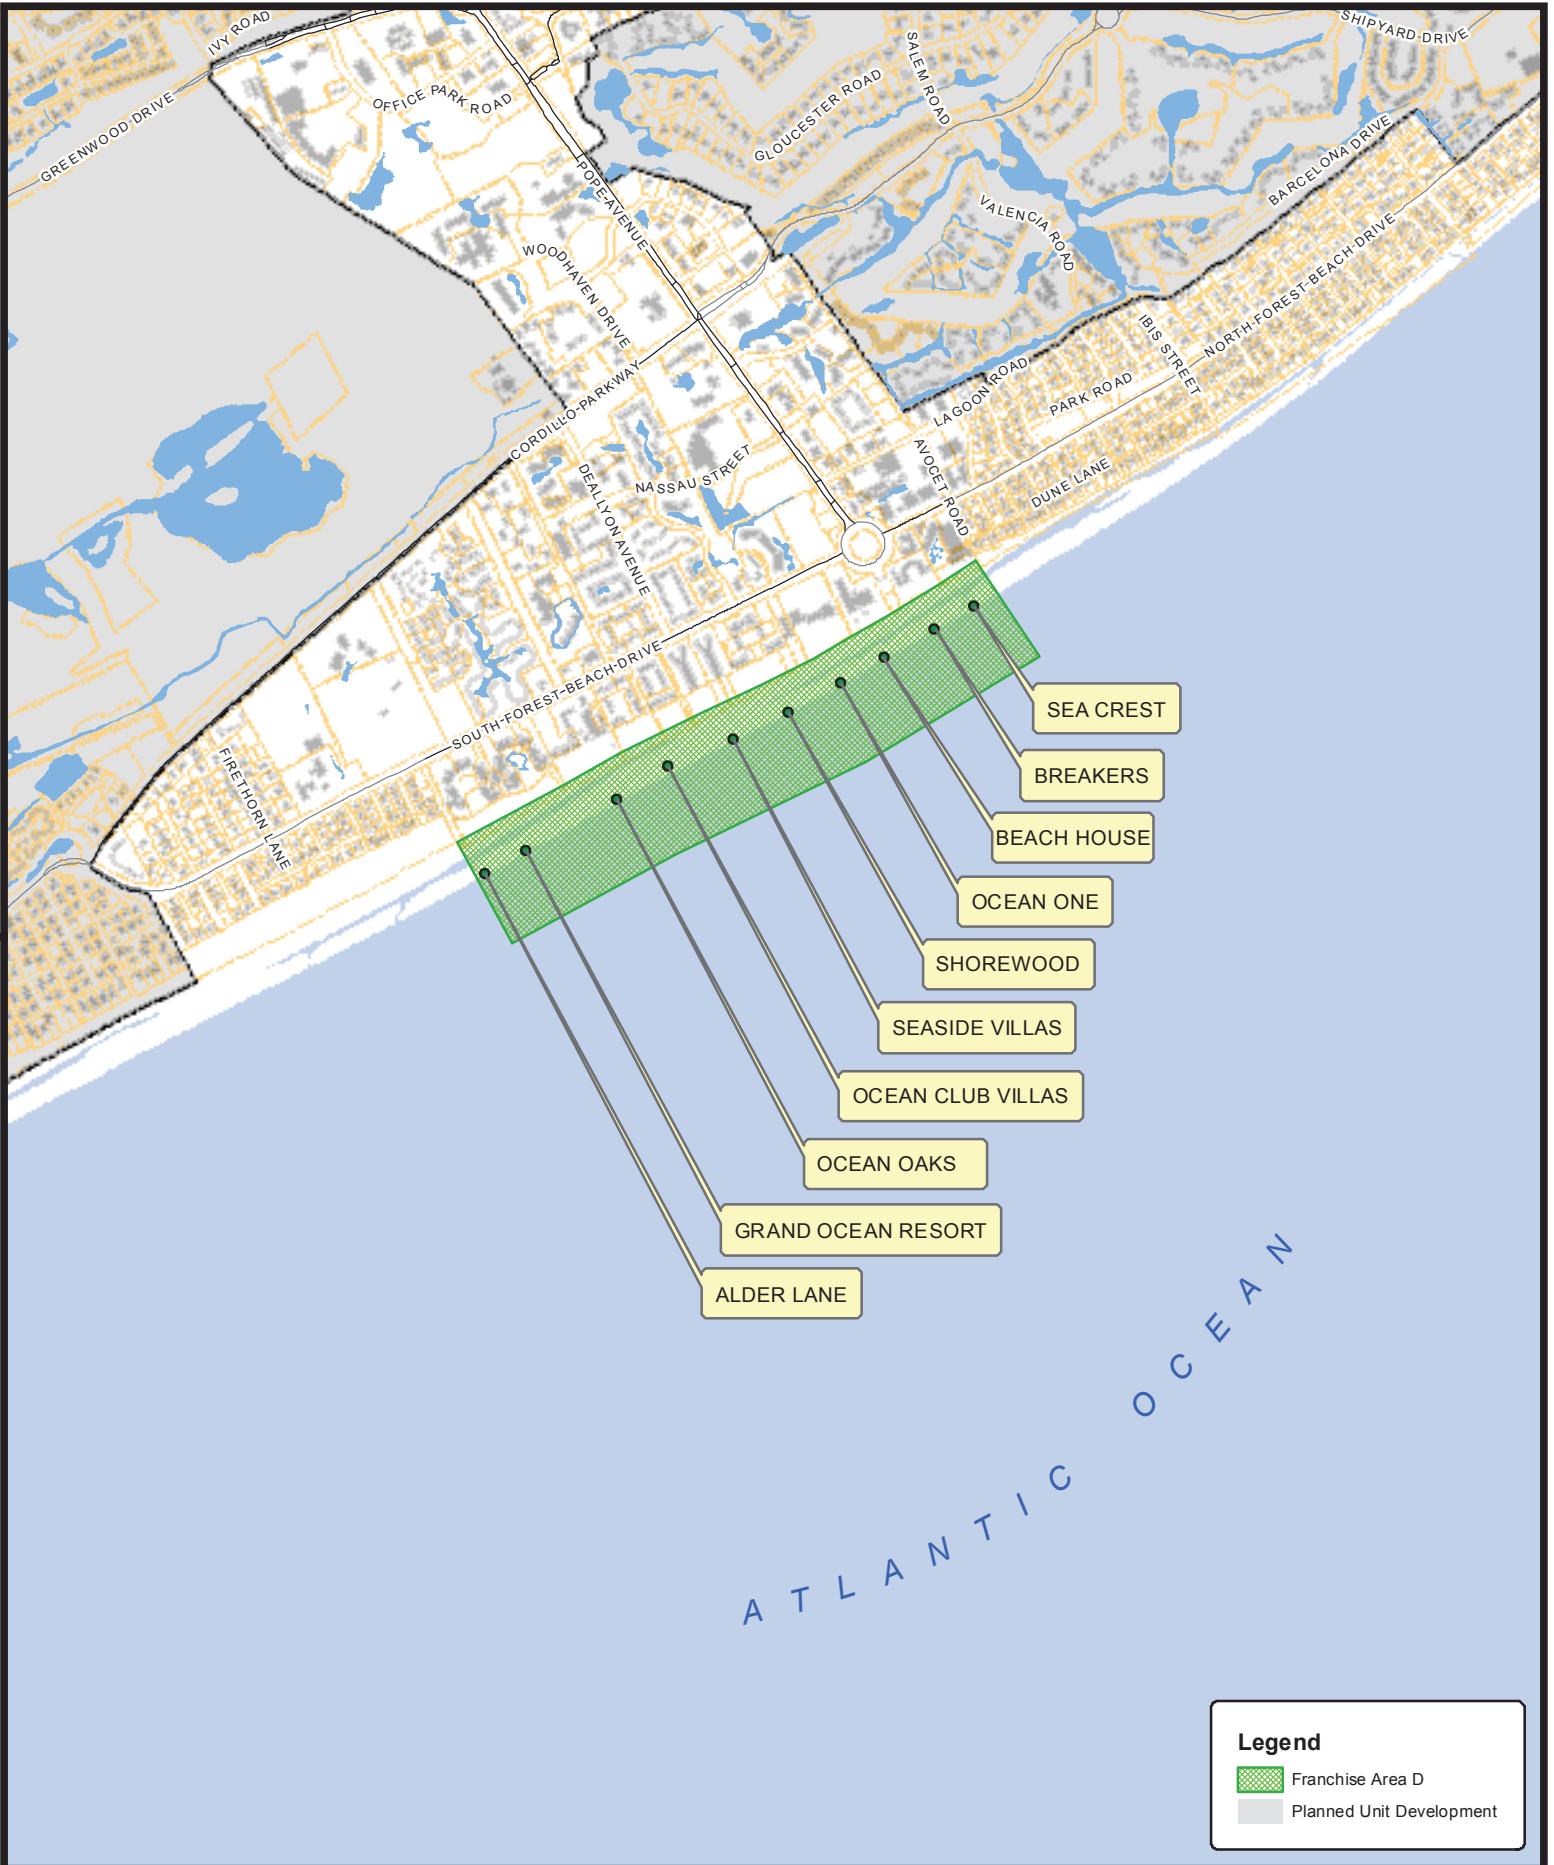 IVY ROAD
SHIPYARD DRIVE
GREENWOOD DRIVE
OFFICE PARK ROAD
SALEM ROAD
GLOUCESTER ROAD
BARCELONA DRIVE
POPE AVENUE
VALENCIA ROAD
WOODHAVEN DRIVE
NORTH FOREST BEACH DRIVE
IBIS STREET
CORDILLO PARKWAY
LAGOON ROAD
PARK ROAD
AVOCET ROAD
NASSAU STREET
DUNE LANE
DEALLYON AVENUE
SOUTH FOREST BEACH DRIVE
FIRETHORN LANE
SEA CREST
BREAKERS
BEACH HOUSE
OCEAN ONE
SHOREWOOD
SEASIDE VILLAS
OCEAN CLUB VILLAS
OCEAN OAKS
GRAND OCEAN RESORT
ALDER LANE
ATLANTIC OCEAN
Legend
Franchise Area D
Planned Unit Development